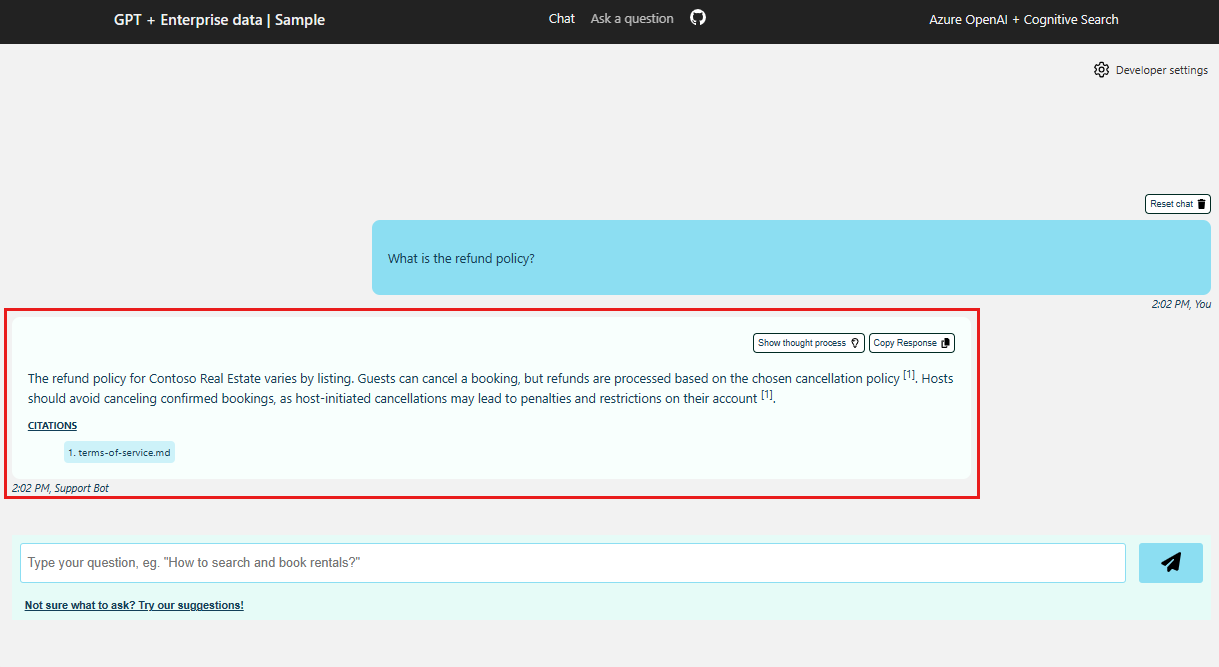 GPT + Enterprise data | Sample
Chat
Ask a question
Azure OpenAI + Cognitive Search
Developer settings
Reset chat
What is the refund policy?
2:02 PM, You
Show thought process
Copy Response
The refund policy for Contoso Real Estate varies by listing. Guests can cancel a booking, but refunds are processed based on the chosen cancellation policy [1]. Hosts
should avoid canceling confirmed bookings, as host-initiated cancellations may lead to penalties and restrictions on their account [1].
CITATIONS
1. terms-of-service.md
2:02 PM, Support Bot
Type your question, eg. "How to search and book rentals?"
Not sure what to ask? Try our suggestions!